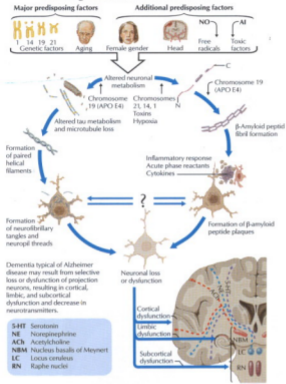 Major predisposing factors
Additional predisposing factors
NO
Al
1 14 19 21
Genetic factors
Aging
Female gender
Head
Free
radicals
Toxic
factors
Altered neuronal
metabolism
C
N
Chromosome
19 (APO E4)
Chromosomes
21, 14, 1
Toxins
Hypoxia
Chromosome 19
(APO E4)
Altered tau metabolism
and microtubule loss
β-Amyloid peptid
fibril formation
Formation
of paired
helical
filaments
Inflammatory response
Acute phase reactants
Cytokines
?
Formation
of neurofibrillary
tangles and
neuropil threads
Formation of β-amyloid
peptide plaques
Dementia typical of Alzheimer
disease may result from selective
loss or dysfunction of projection
neurons, resulting in cortical,
limbic, and subcortical
dysfunction and decrease in
neurotransmitters.
Neuronal loss
or dysfunction
Cortical
dysfunction
Limbic
dysfunction
Subcortical
dysfunction
NBM
LC
RN
5-HT Serotonin
NE Norepinephrine
ACh Acetylcholine
NBM Nucleus basalis of Meynert
LC Locus ceruleus
RN Raphe nuclei